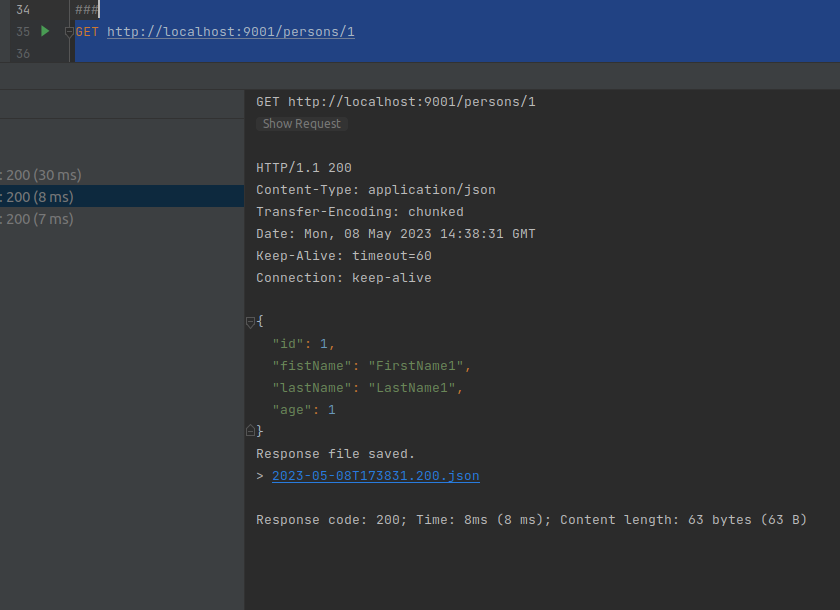 34 ###
35 GET http://localhost:9001/persons/1
36
GET http://localhost:9001/persons/1
Show Request
: 200 (30 ms)
: 200 (8 ms)
: 200 (7 ms)
HTTP/1.1 200
Content-Type: application/json
Transfer-Encoding: chunked
Date: Mon, 08 May 2023 14:38:31 GMT
Keep-Alive: timeout=60
Connection: keep-alive
{
"id": 1,
"fistName": "FirstName1",
"lastName": "LastName1",
"age": 1
}
Response file saved.
> 2023-05-08T173831.200.json
Response code: 200; Time: 8ms (8 ms); Content length: 63 bytes (63 B)